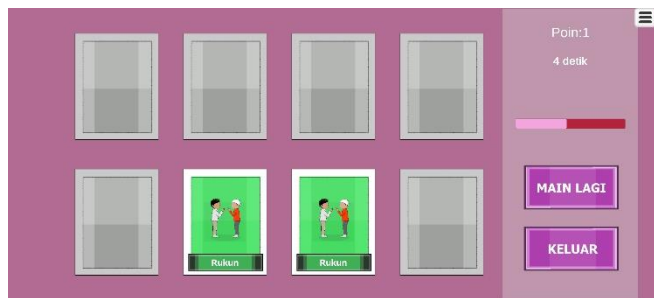 Poin:1
4 detik
MAIN LAGI
Rukun
Rukun
KELUAR